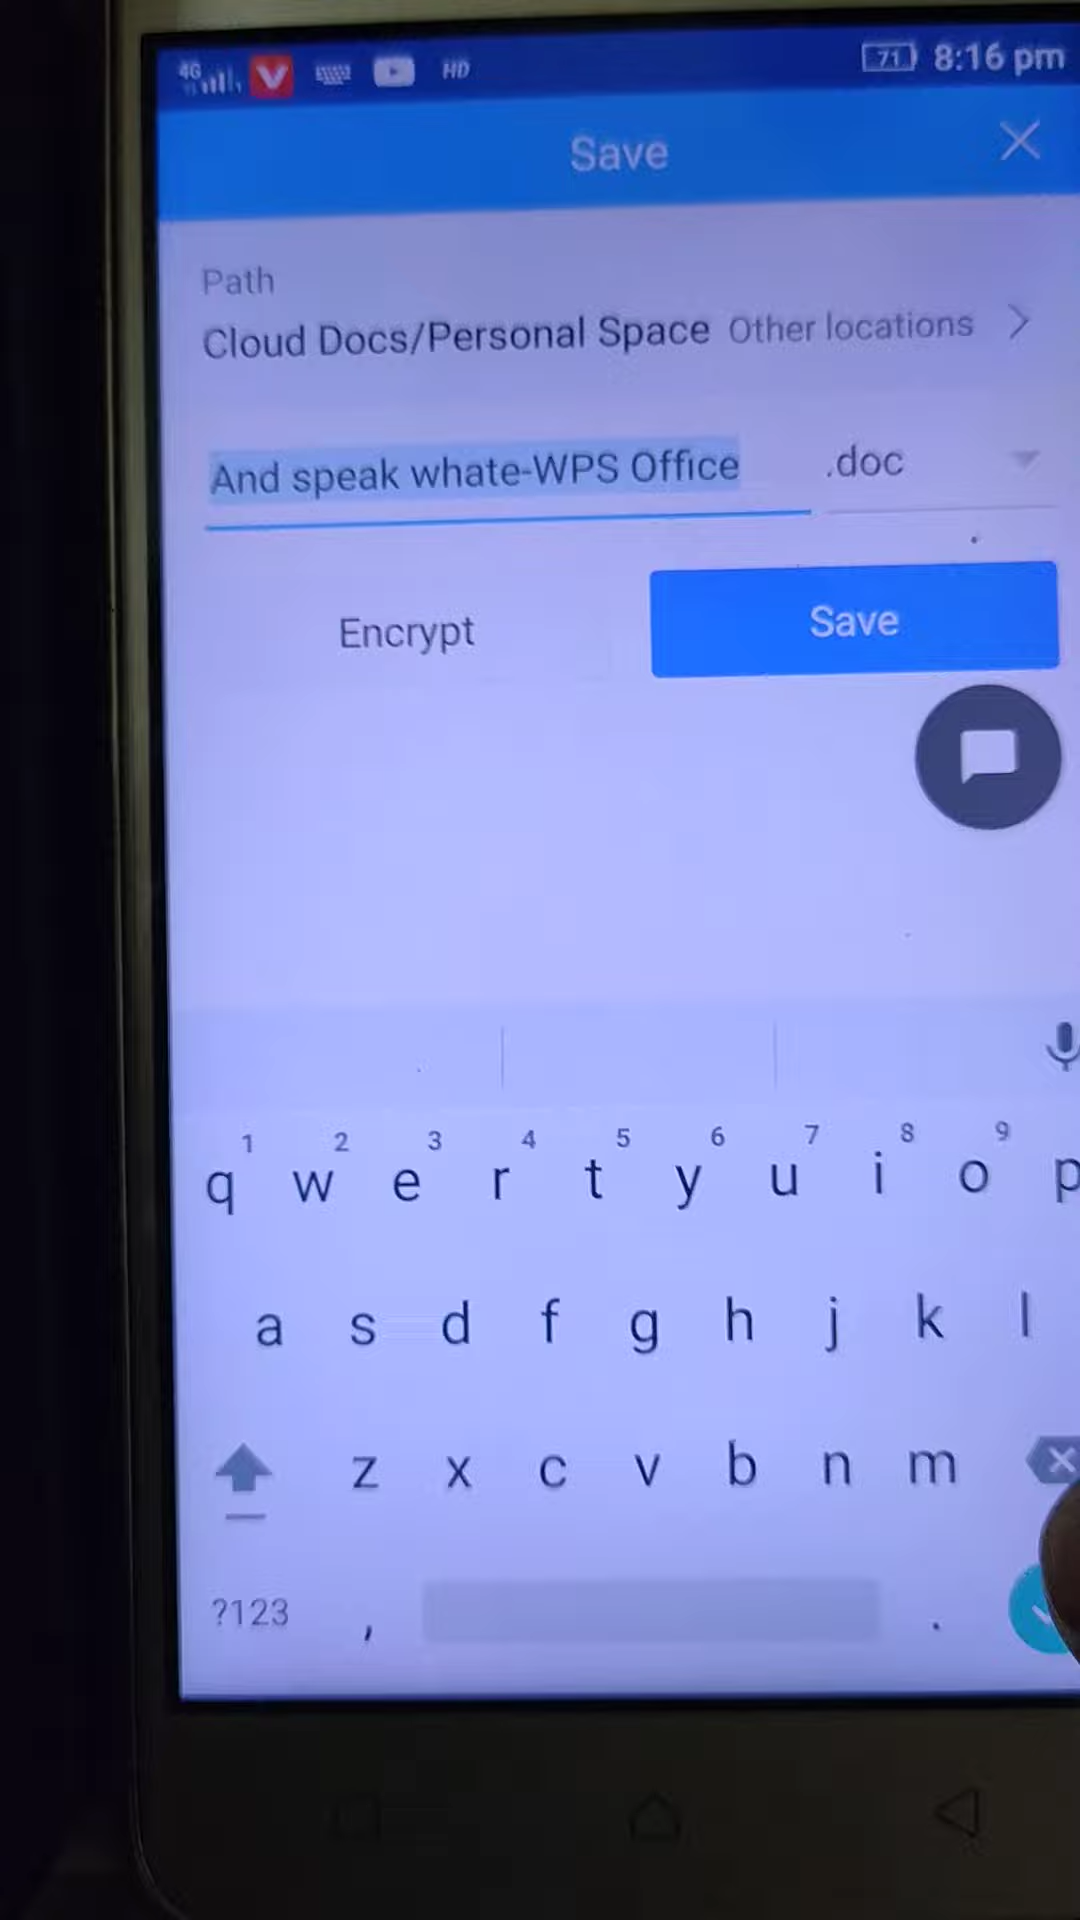 4G HD 71 8:16 pm
Save
Path
Cloud Docs/Personal Space Other locations
And speak whate-WPS Office .doc
Encrypt Save
1 2 3 4 5 6 7 8 9
q w e r t y u i o p
a s d f g h j k l
z x c v b n m
?123 , .